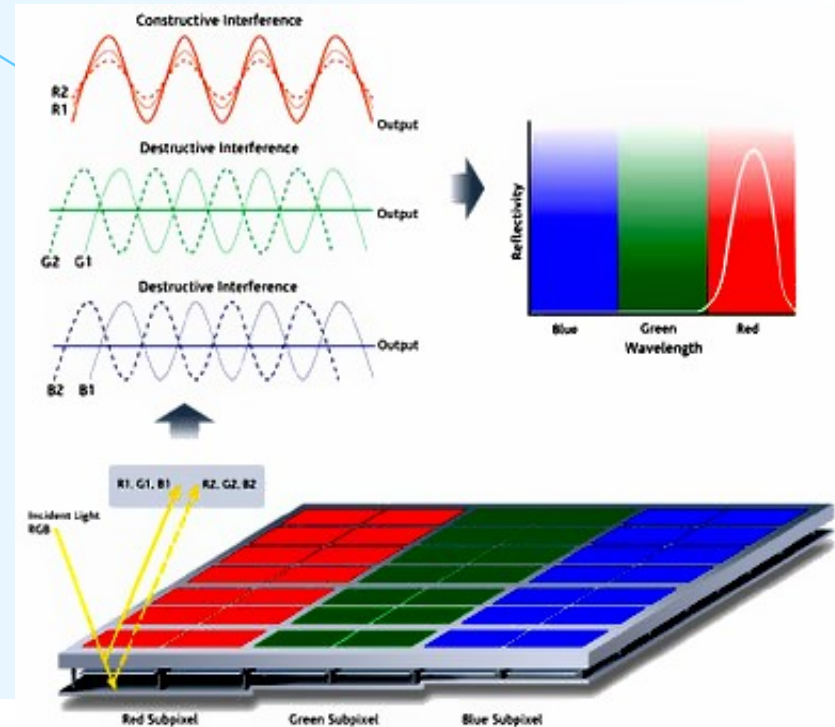 Constructive Interference
R2
R1
Output
Destructive Interference
Output
G2 G1
Destructive Interference
Output
B2 B1
Reflectivity
Blue Green Red
Wavelength
R1, G1, B1 R2, G2, B2
Incident Light
RGB
Red Subpixel Green Subpixel Blue Subpixel